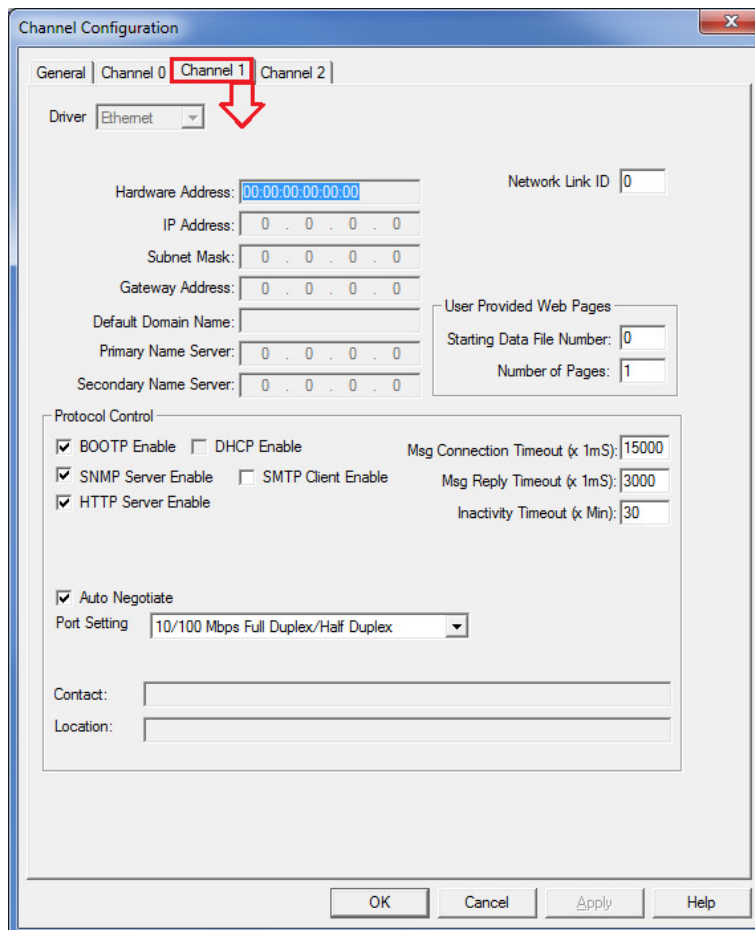 Channel Configuration
General Channel 0 Channel 1 Channel 2
Driver Ethernet
Hardware Address: 00:00:00:00:00:00
Network Link ID 0
IP Address: 0 . 0 . 0 . 0
Subnet Mask: 0 . 0 . 0 . 0
Gateway Address: 0 . 0 . 0 . 0
Default Domain Name:
Primary Name Server: 0 . 0 . 0 . 0
Secondary Name Server: 0 . 0 . 0 . 0
User Provided Web Pages
Starting Data File Number: 0
Number of Pages: 1
Protocol Control
BOOTP Enable DHCP Enable
SNMP Server Enable SMTP Client Enable
HTTP Server Enable
Msg Connection Timeout (x 1mS): 15000
Msg Reply Timeout (x 1mS): 3000
Inactivity Timeout (x Min): 30
Auto Negotiate
Port Setting 10/100 Mbps Full Duplex/Half Duplex
Contact:
Location:
OK Cancel Apply Help